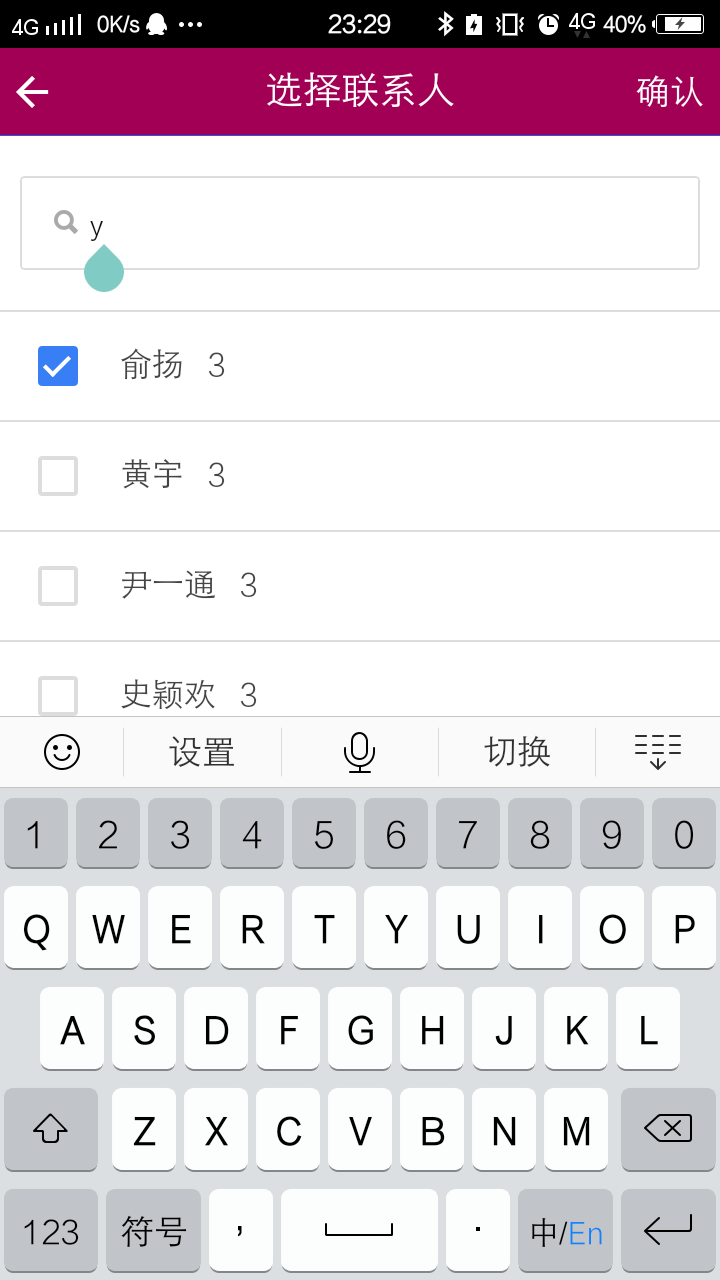 4G 0K/s 23:29 4G 40%
选择联系人 确认
y
俞扬 3
黄宇 3
尹一通 3
史颖欢 3
设置 切换
1 2 3 4 5 6 7 8 9 0
Q W E R T Y U I O P
A S D F G H J K L
Z X C V B N M
123 符号 , . 中/En